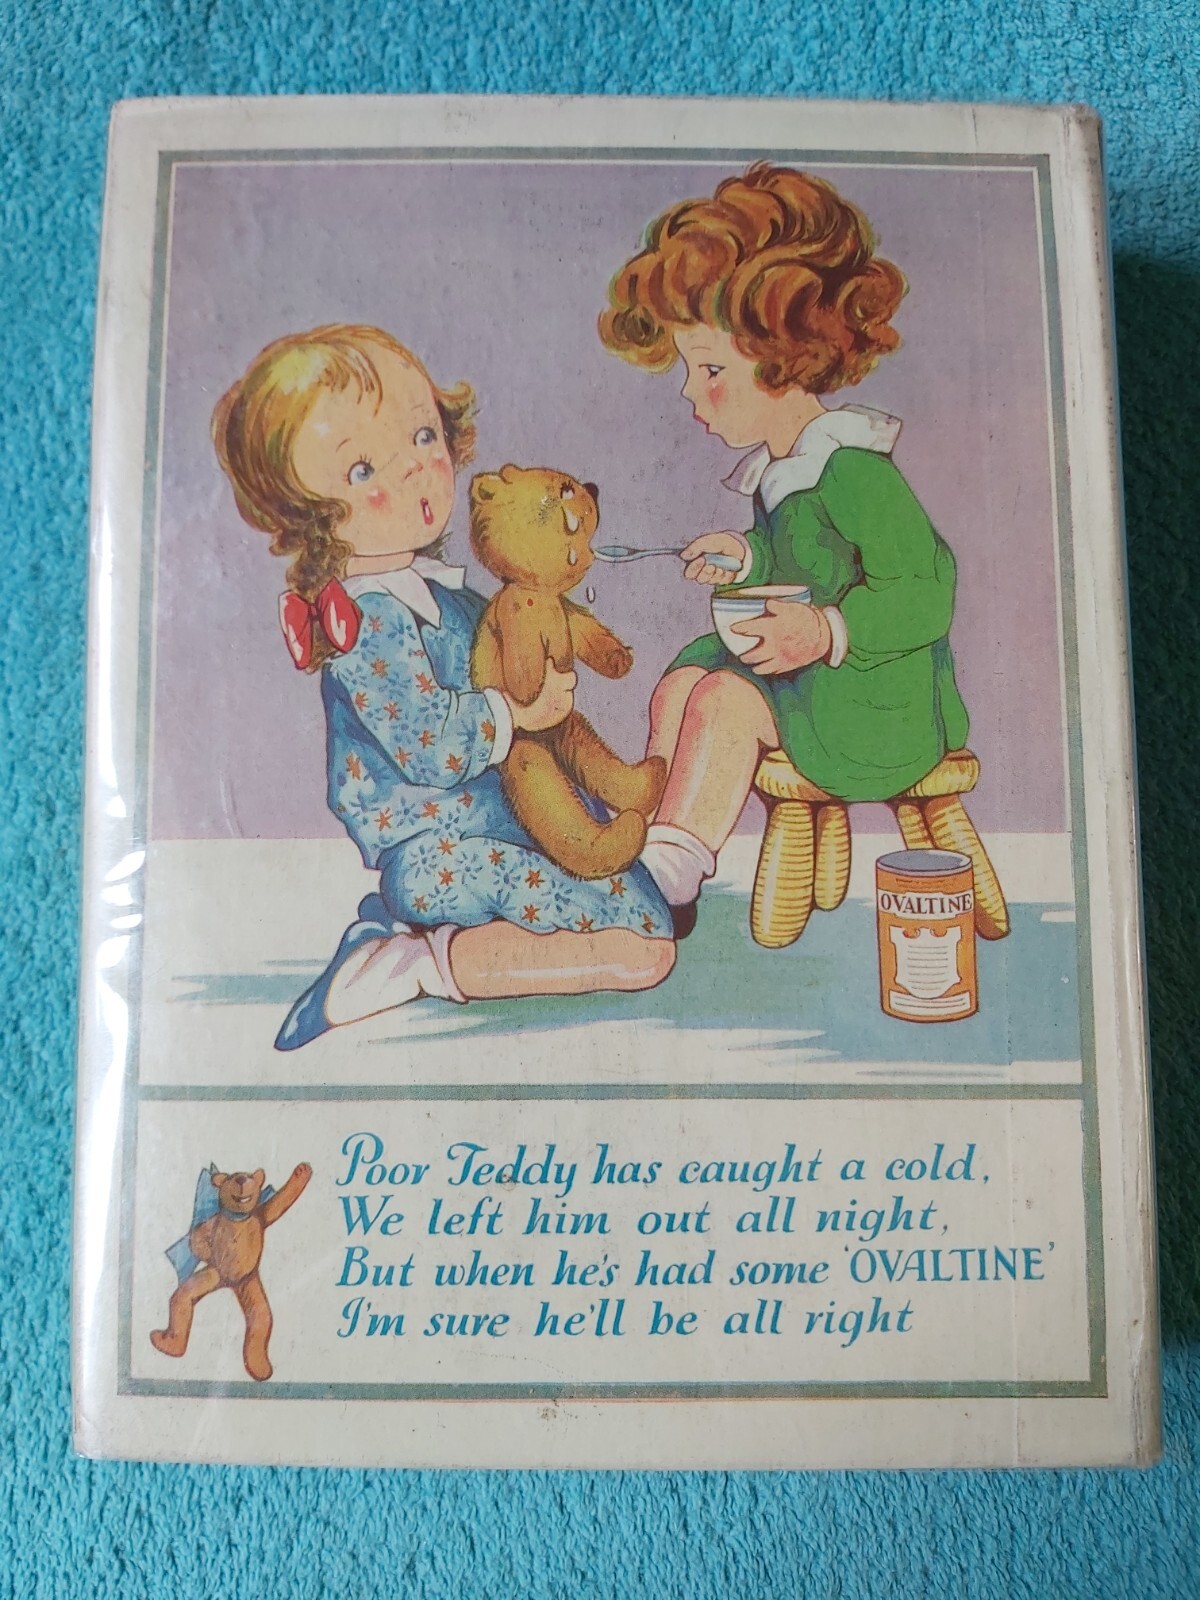 OVALTINE
Poor Teddy has caught a cold,
We left him out all night,
But when he's had some 'OVALTINE'
I'm sure he'll be all right